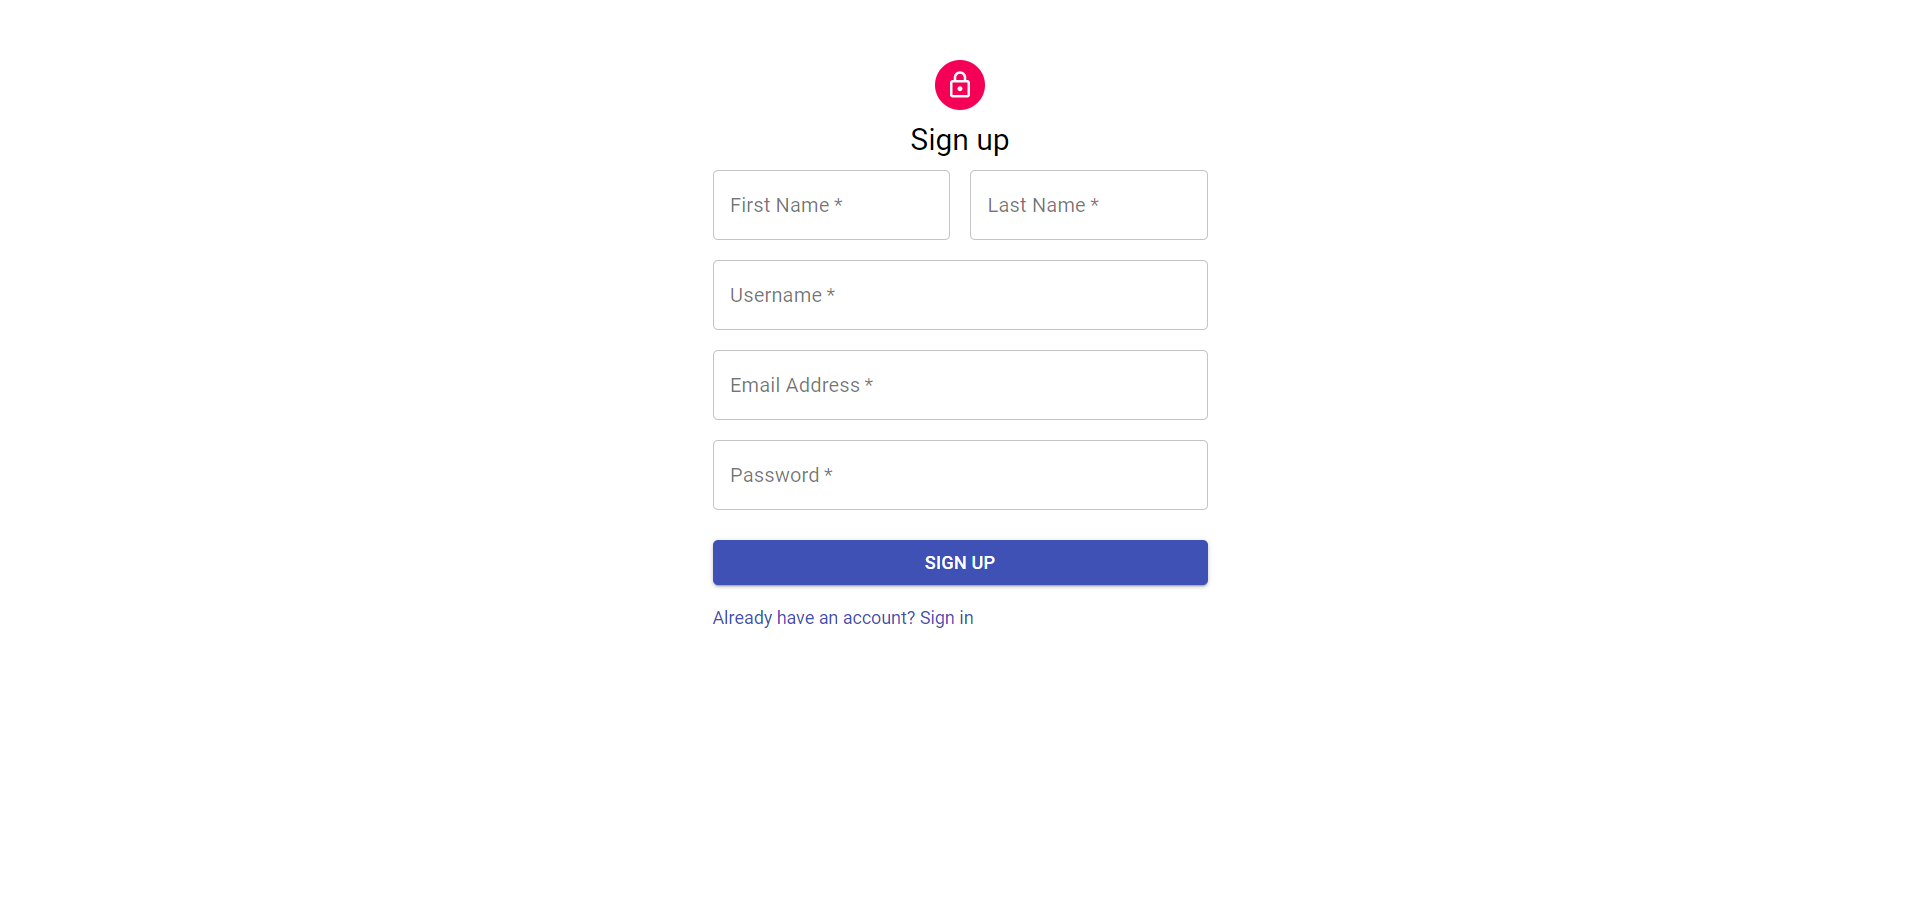 Sign up
First Name *
Last Name *
Username *
Email Address *
Password *
SIGN UP
Already have an account? Sign in